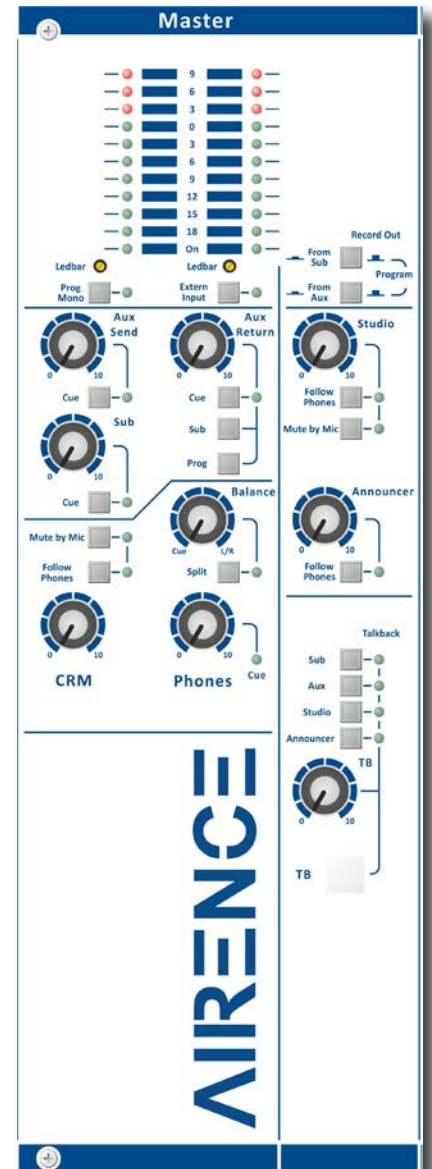 Master
9
6
3
0
3
6
9
12
15
18
On
Ledbar
Ledbar
Prog
Mono
Extern
Input
Record Out
From
Sub
Program
From
Aux
Aux
Send
0 10
Cue
Aux
Return
0 10
Cue
Sub
Prog
Studio
0 10
Follow
Phones
Mute by Mic
Sub
0 10
Cue
Balance
Cue L/R
Split
Announcer
0 10
Follow
Phones
Mute by Mic
Follow
Phones
0 10
CRM
0 10
Phones
Cue
Talkback
Sub
Aux
Studio
Announcer
TB
0 10
TB
AIRENCE